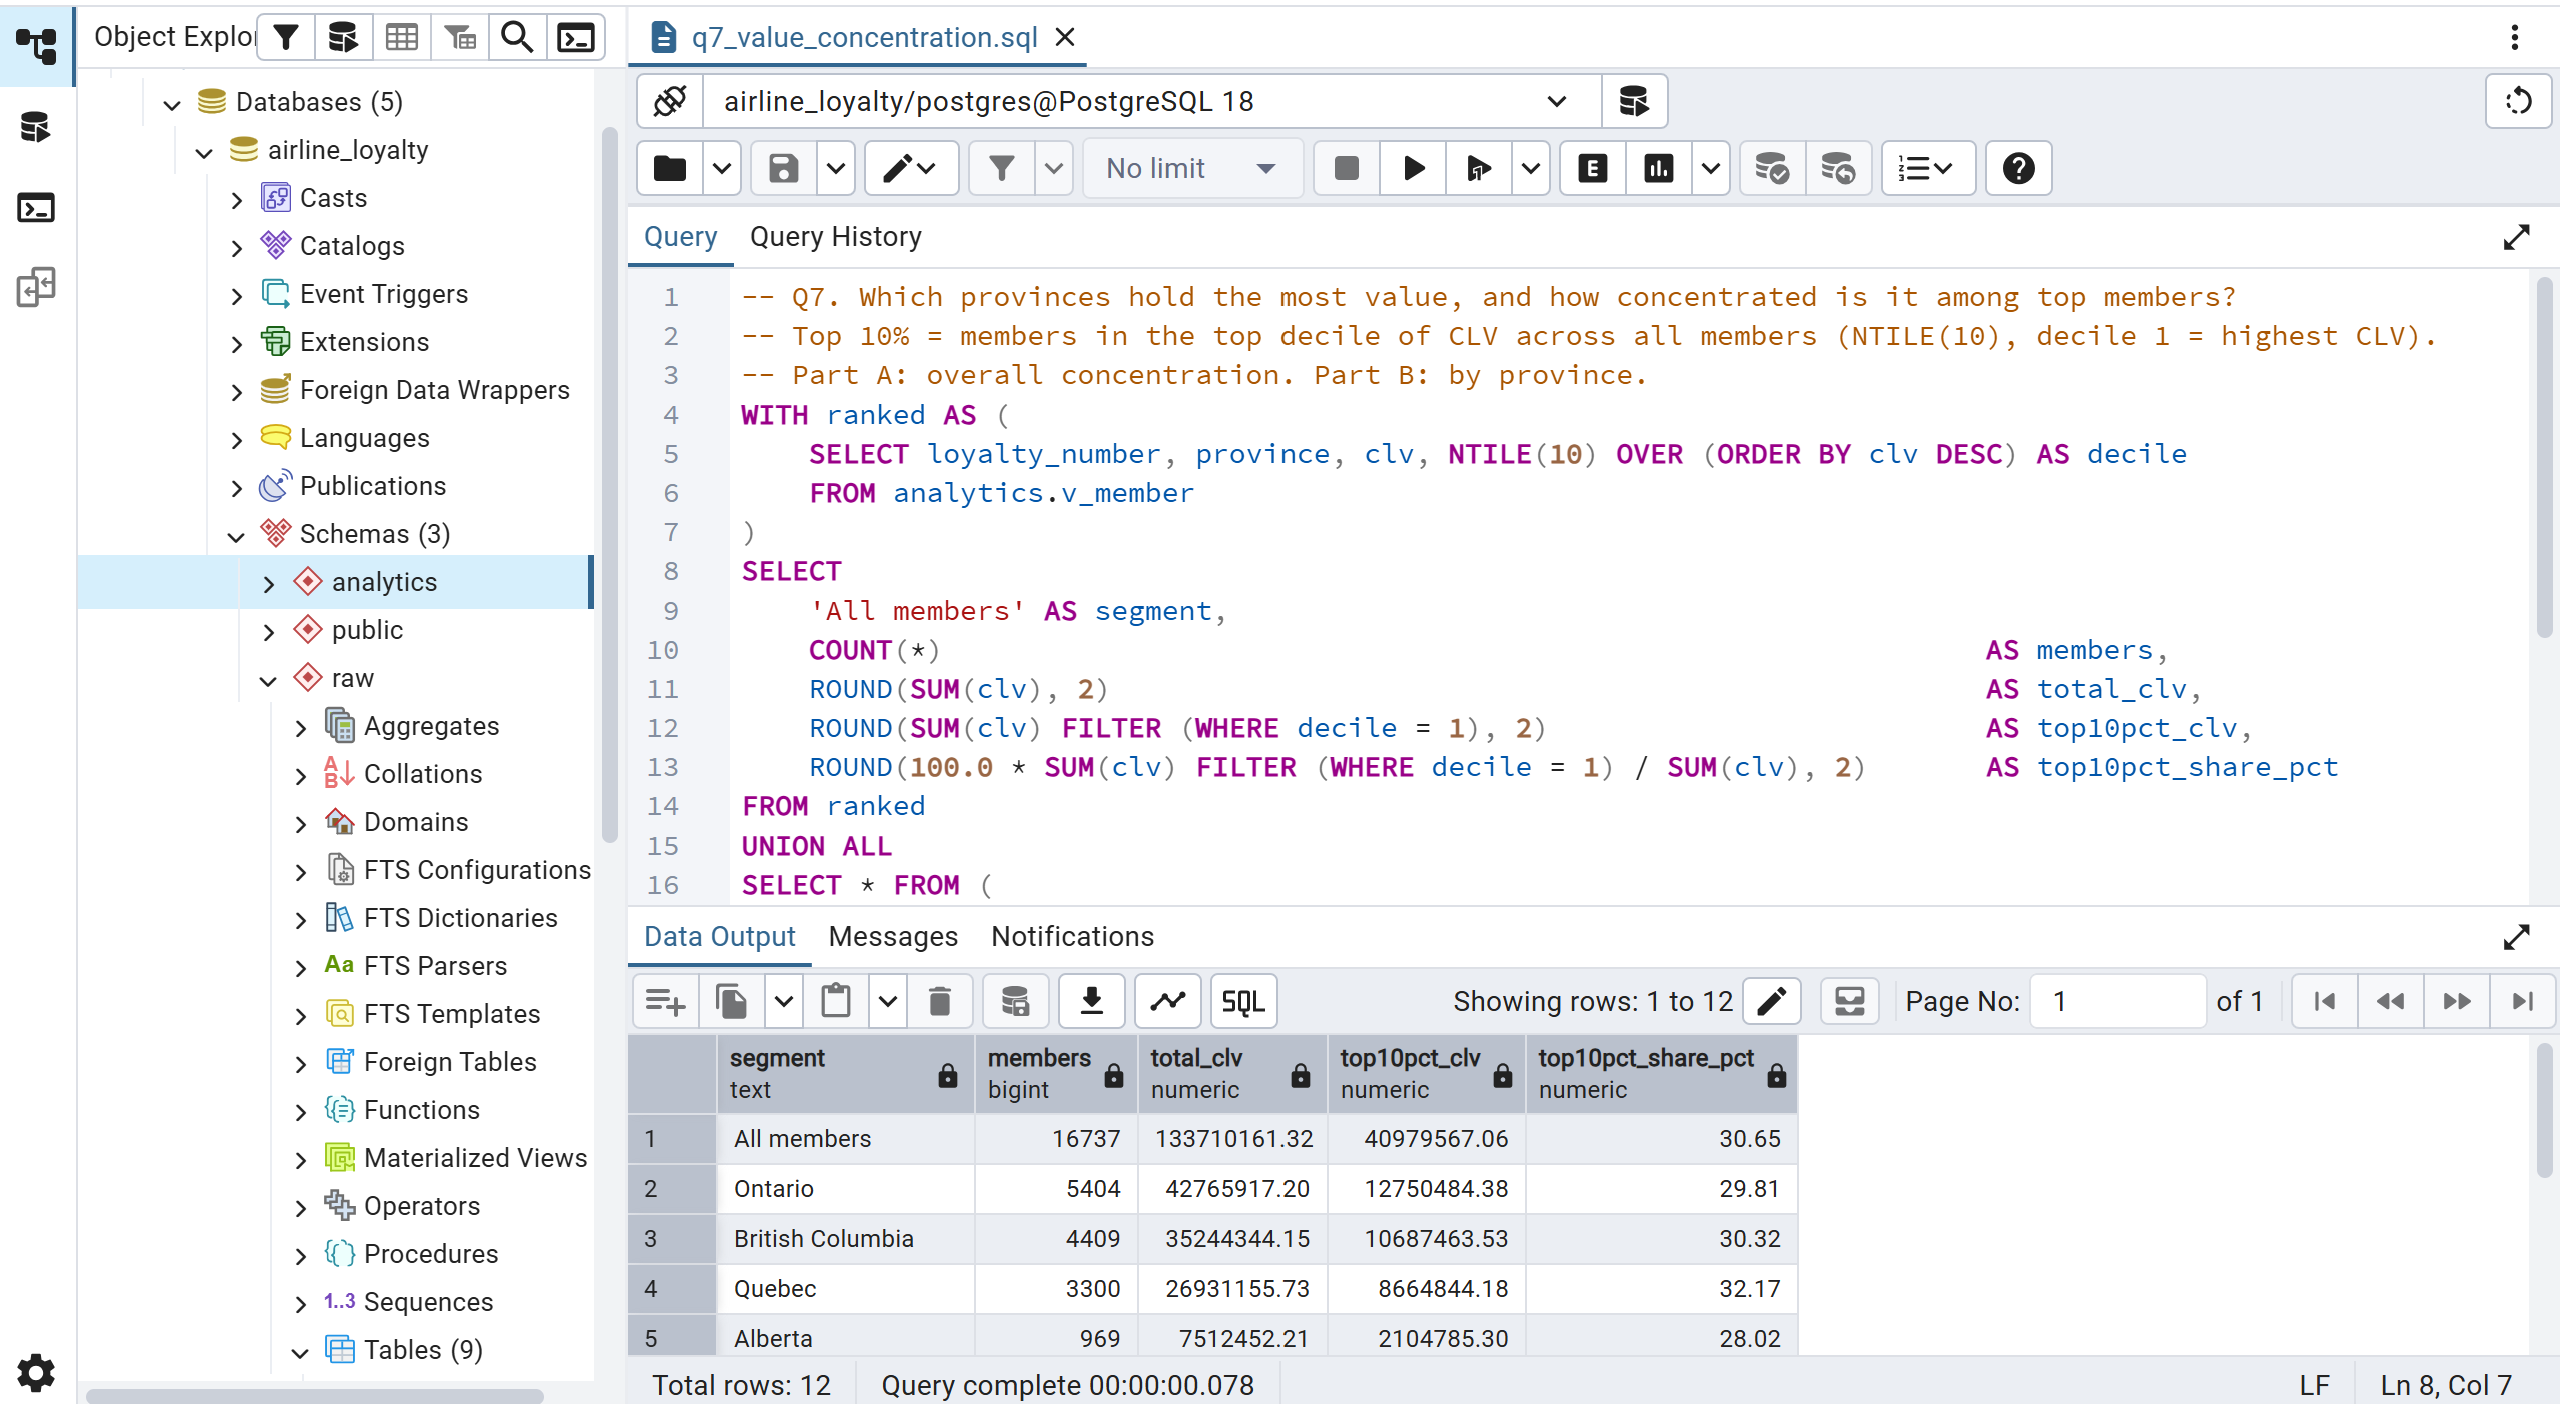 Object Explo
Databases (5)
airline_loyalty
Casts
Catalogs
Event Triggers
Extensions
Foreign Data Wrappers
Languages
Publications
Schemas (3)
analytics
public
raw
Aggregates
Collations
Domains
FTS Configurations
FTS Dictionaries
Aa FTS Parsers
FTS Templates
Foreign Tables
Functions
Materialized Views
Operators
Procedures
1..3 Sequences
Tables (9)
q7_value_concentration.sql
airline_loyalty/postgres@PostgreSQL 18
No limit
E
Query Query History
1 -- Q7. Which provinces hold the most value, and how concentrated is it among top members?
2 -- Top 10% = members in the top decile of CLV across all members (NTILE(10), decile 1 = highest CLV).
3 -- Part A: overall concentration. Part B: by province.
4 WITH ranked AS (
5 SELECT loyalty_number, province, clv, NTILE(10) OVER (ORDER BY clv DESC) AS decile
6 FROM analytics.v_member
7 )
8 SELECT
9 'All members' AS segment,
10 COUNT(*) AS members,
11 ROUND(SUM(clv), 2) AS total_clv,
12 ROUND(SUM(clv) FILTER (WHERE decile = 1), 2) AS top10pct_clv,
13 ROUND(100.0 * SUM(clv) FILTER (WHERE decile = 1) / SUM(clv), 2) AS top10pct_share_pct
14 FROM ranked
15 UNION ALL
16 SELECT * FROM (
Data Output Messages Notifications
SQL Showing rows: 1 to 12 Page No: 1 of 1
segment members total_clv top10pct_clv top10pct_share_pct
text bigint numeric numeric numeric
1 All members 16737 133710161.32 40979567.06 30.65
2 Ontario 5404 42765917.20 12750484.38 29.81
3 British Columbia 4409 35244344.15 10687463.53 30.32
4 Quebec 3300 26931155.73 8664844.18 32.17
5 Alberta 969 7512452.21 2104785.30 28.02
Total rows: 12 Query complete 00:00:00.078 LF Ln 8, Col 7